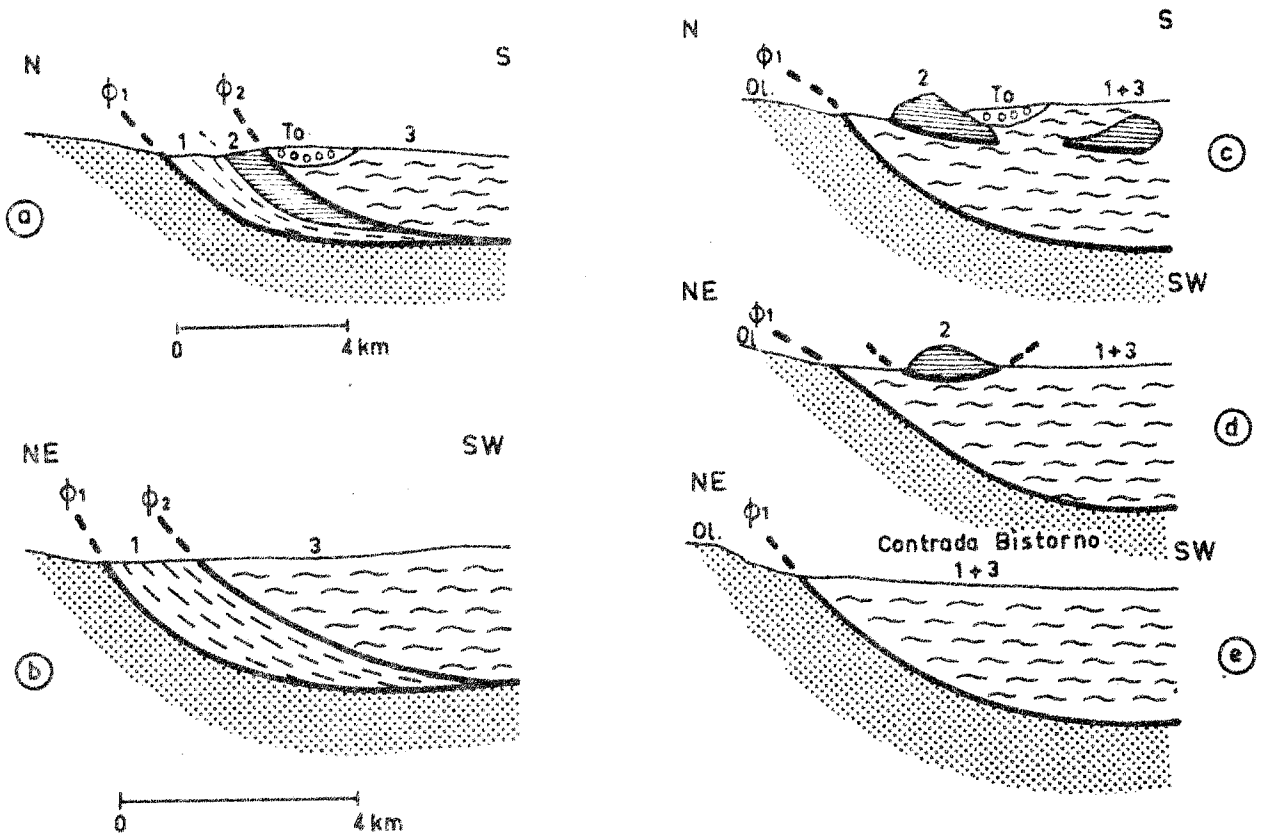 N S
ϕ1 ϕ2
1 2 To 3
a
0 4 km
NE SW
ϕ1 ϕ2
1 3
b
0 4 km
N S
ϕ1
Ol. 2 To 1+3
c
NE SW
ϕ1
Ol 2 1+3
d
NE SW
ϕ1
Ol. Contrada Bistorno
1+3
e